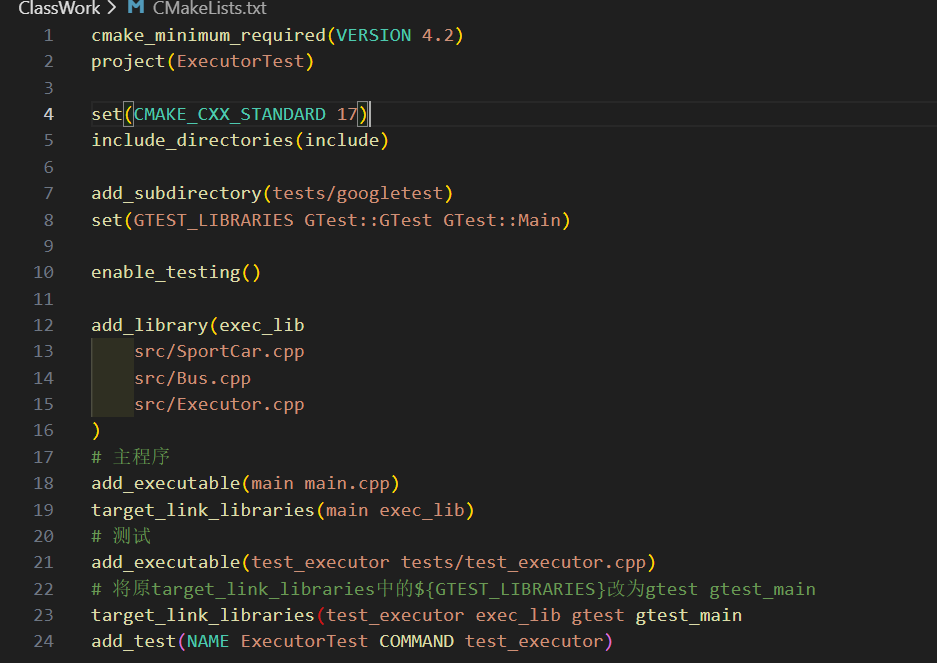 ClassWork > M CMakeLists.txt
1 cmake_minimum_required(VERSION 4.2)
2 project(ExecutorTest)
3
4 set(CMAKE_CXX_STANDARD 17)
5 include_directories(include)
6
7 add_subdirectory(tests/googletest)
8 set(GTEST_LIBRARIES GTest::GTest GTest::Main)
9
10 enable_testing()
11
12 add_library(exec_lib
13     src/SportCar.cpp
14     src/Bus.cpp
15     src/Executor.cpp
16 )
17 # 主程序
18 add_executable(main main.cpp)
19 target_link_libraries(main exec_lib)
20 # 测试
21 add_executable(test_executor tests/test_executor.cpp)
22 # 将原target_link_libraries中的${GTEST_LIBRARIES}改为gtest gtest_main
23 target_link_libraries(test_executor exec_lib gtest gtest_main
24 add_test(NAME ExecutorTest COMMAND test_executor)